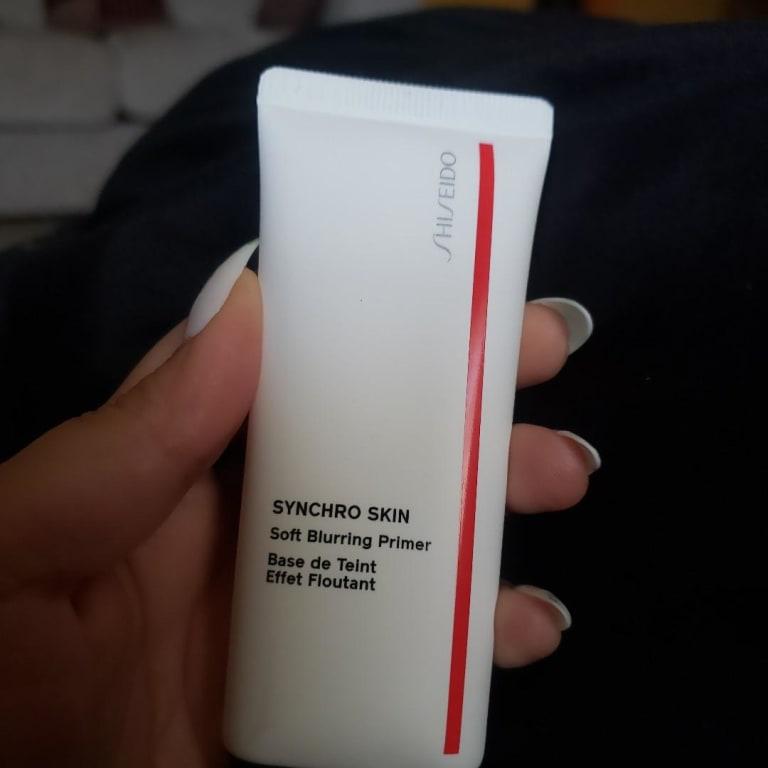 SHISEIDO
SYNCHRO SKIN
Soft Blurring Primer
Base de Teint
Effet Floutant